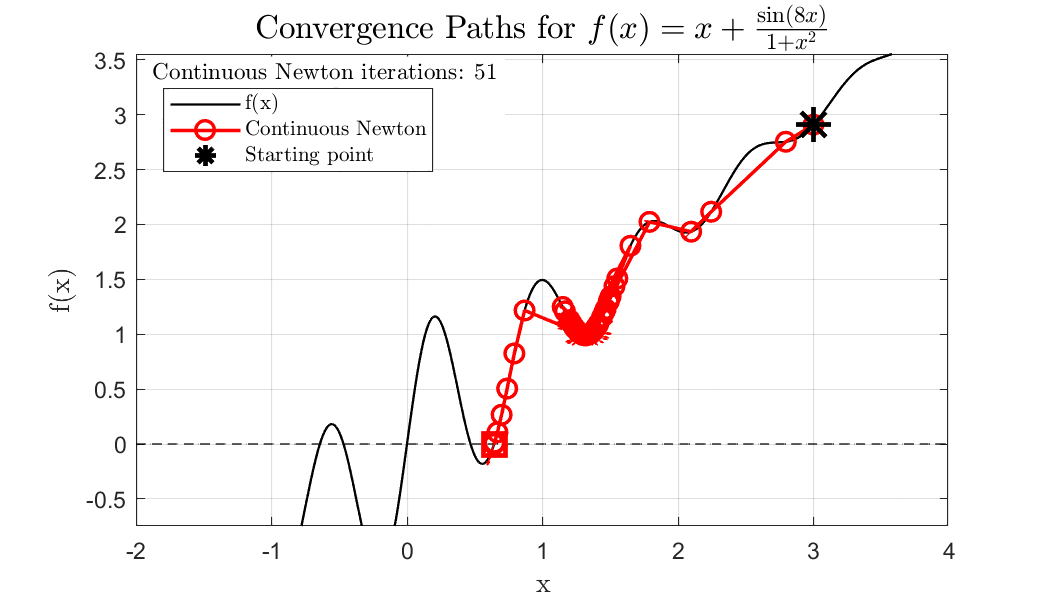 Convergence Paths for f(x) = x + sin(8x)/1+x²
Continuous Newton iterations: 51
f(x)
Continuous Newton
Starting point
3.5
3
2.5
2
1.5
1
0.5
0
-0.5
f(x)
-2 -1 0 1 2 3 4
x